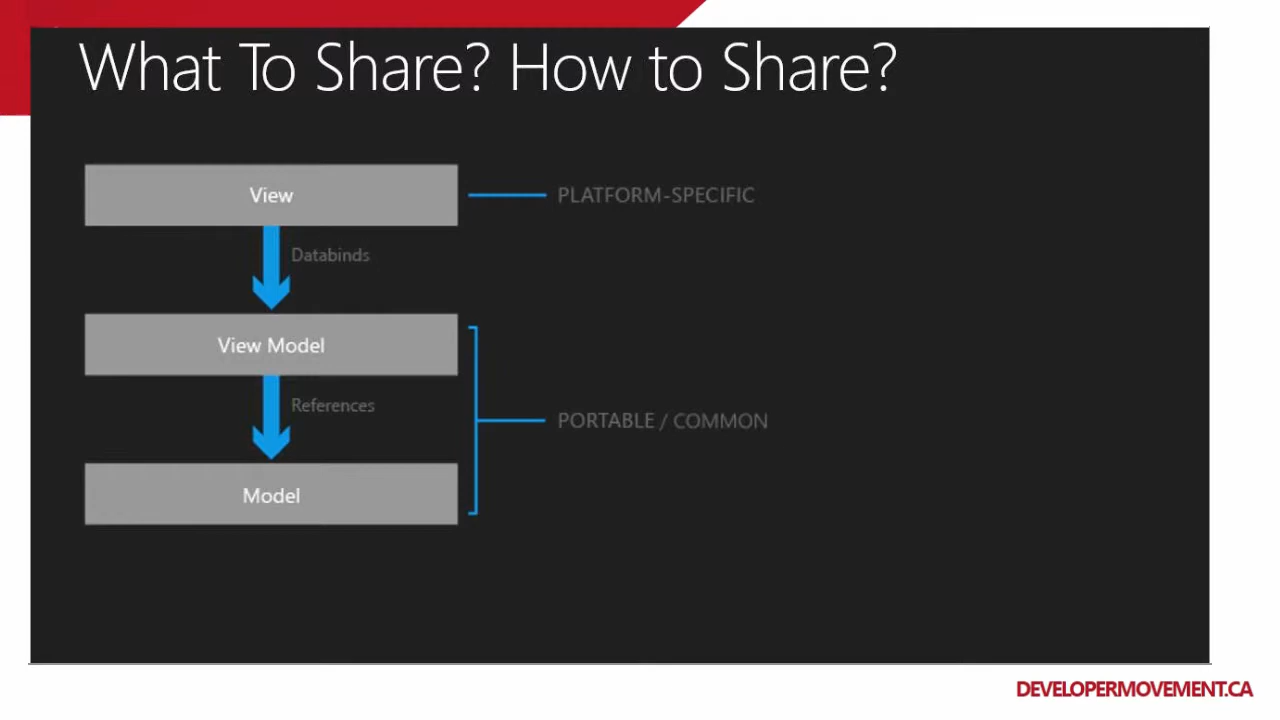 What To Share? How to Share?
View
PLATFORM-SPECIFIC
Databinds
View Model
References
PORTABLE / COMMON
Model
DEVELOPERMOVEMENT.CA